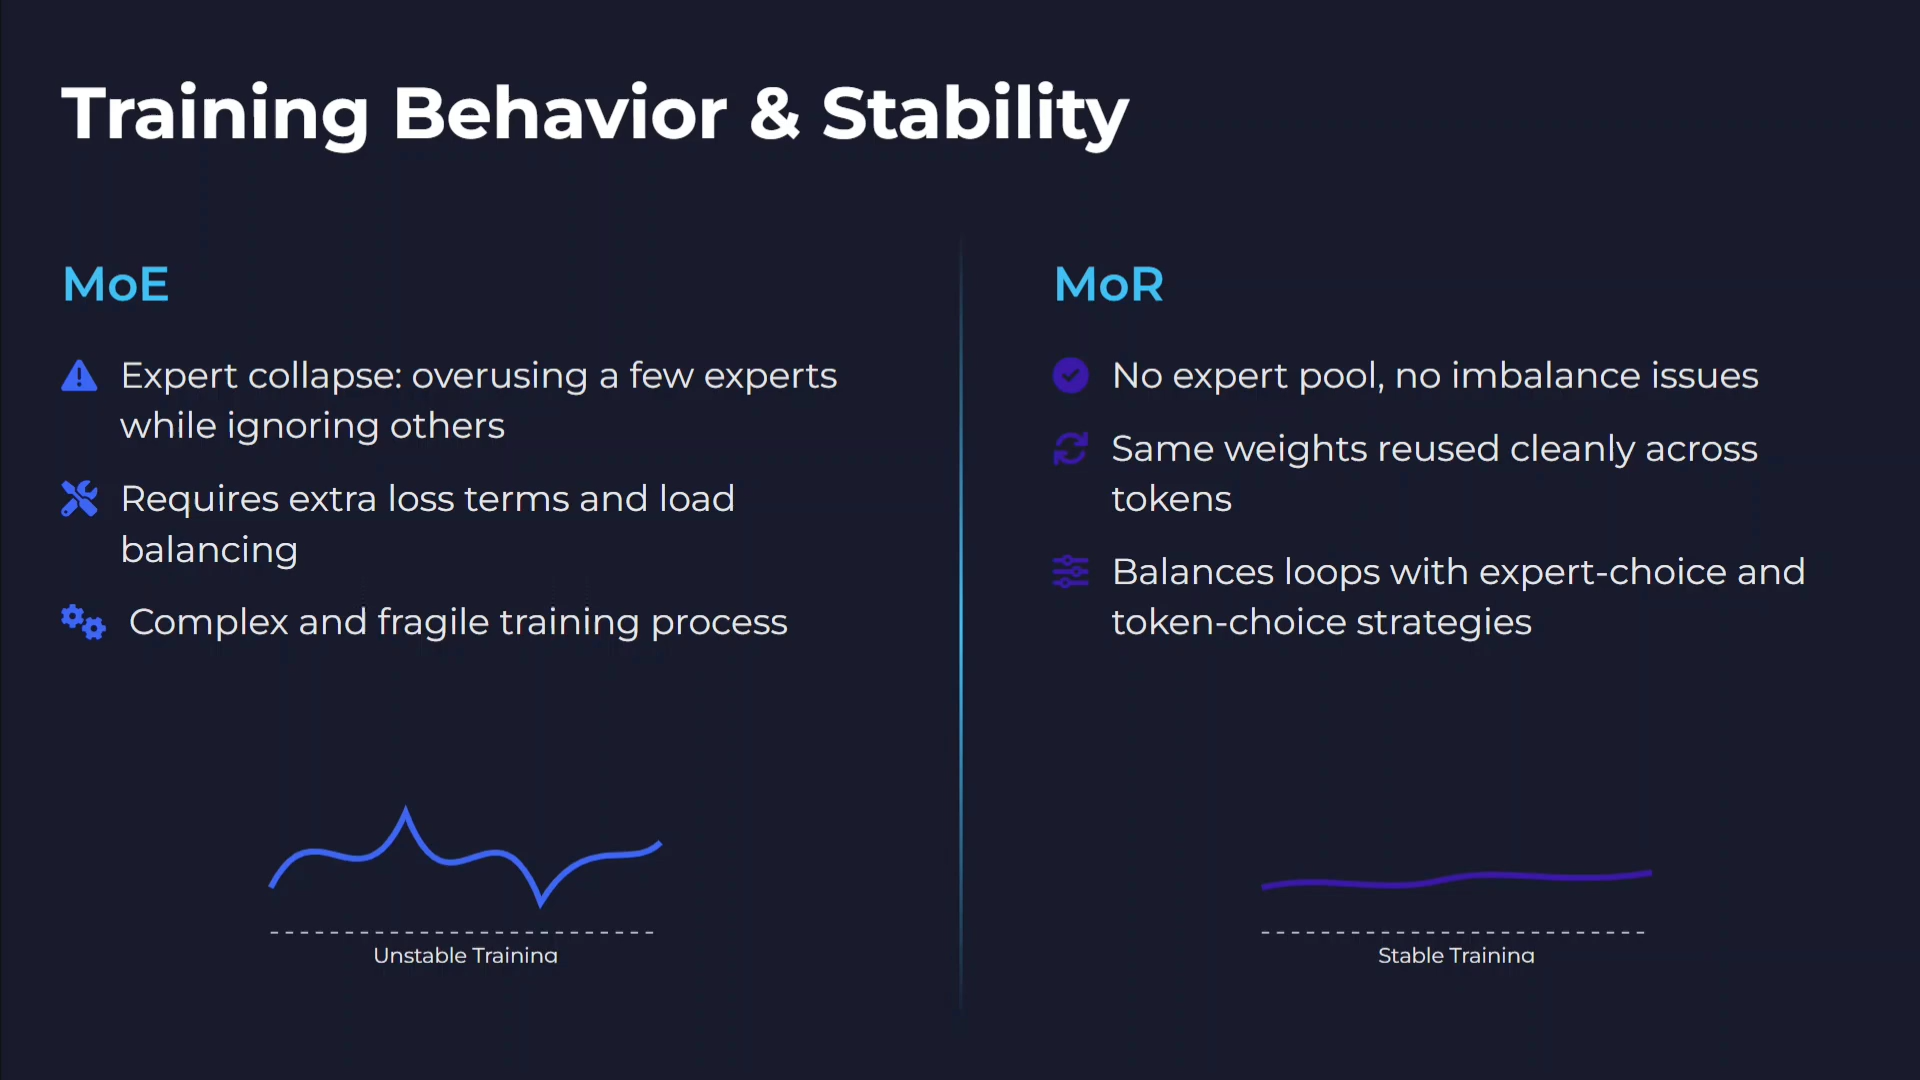 Training Behavior & Stability
MoE
Expert collapse: overusing a few experts
while ignoring others
Requires extra loss terms and load
balancing
Complex and fragile training process
Unstable Training
MoR
No expert pool, no imbalance issues
Same weights reused cleanly across
tokens
Balances loops with expert-choice and
token-choice strategies
Stable Training